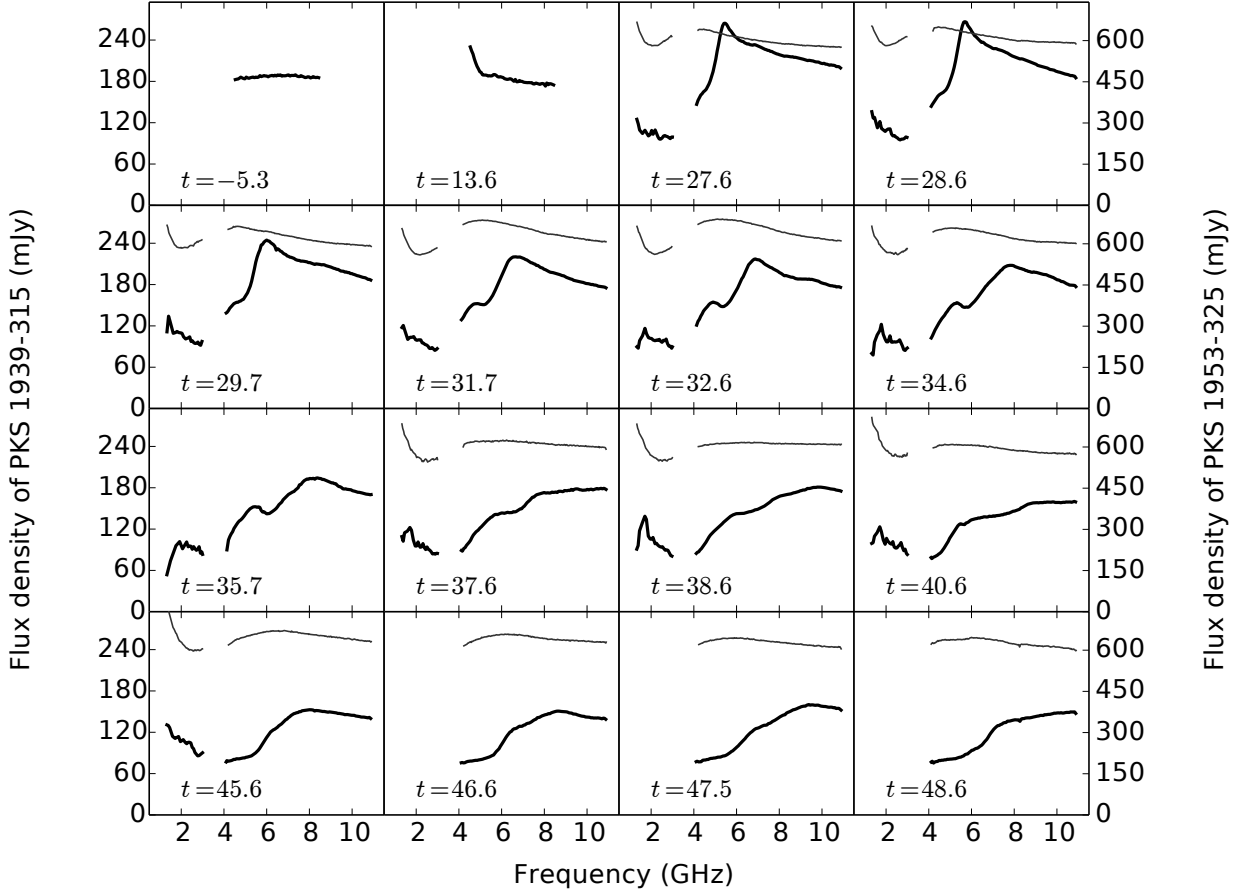 Flux density of PKS 1939-315 (mJy)
240
180
120
60
0
t=−5.3
t=13.6
t=27.6
t=28.6
600
450
300
150
0
240
180
120
60
0
t=29.7
t=31.7
t=32.6
t=34.6
600
450
300
150
0
240
180
120
60
0
t=35.7
t=37.6
t=38.6
t=40.6
600
450
300
150
0
240
180
120
60
0
t=45.6
t=46.6
t=47.5
t=48.6
600
450
300
150
0
2 4 6 8 10 2 4 6 8 10 2 4 6 8 10 2 4 6 8 10
Frequency (GHz)
Flux density of PKS 1953-325 (mJy)